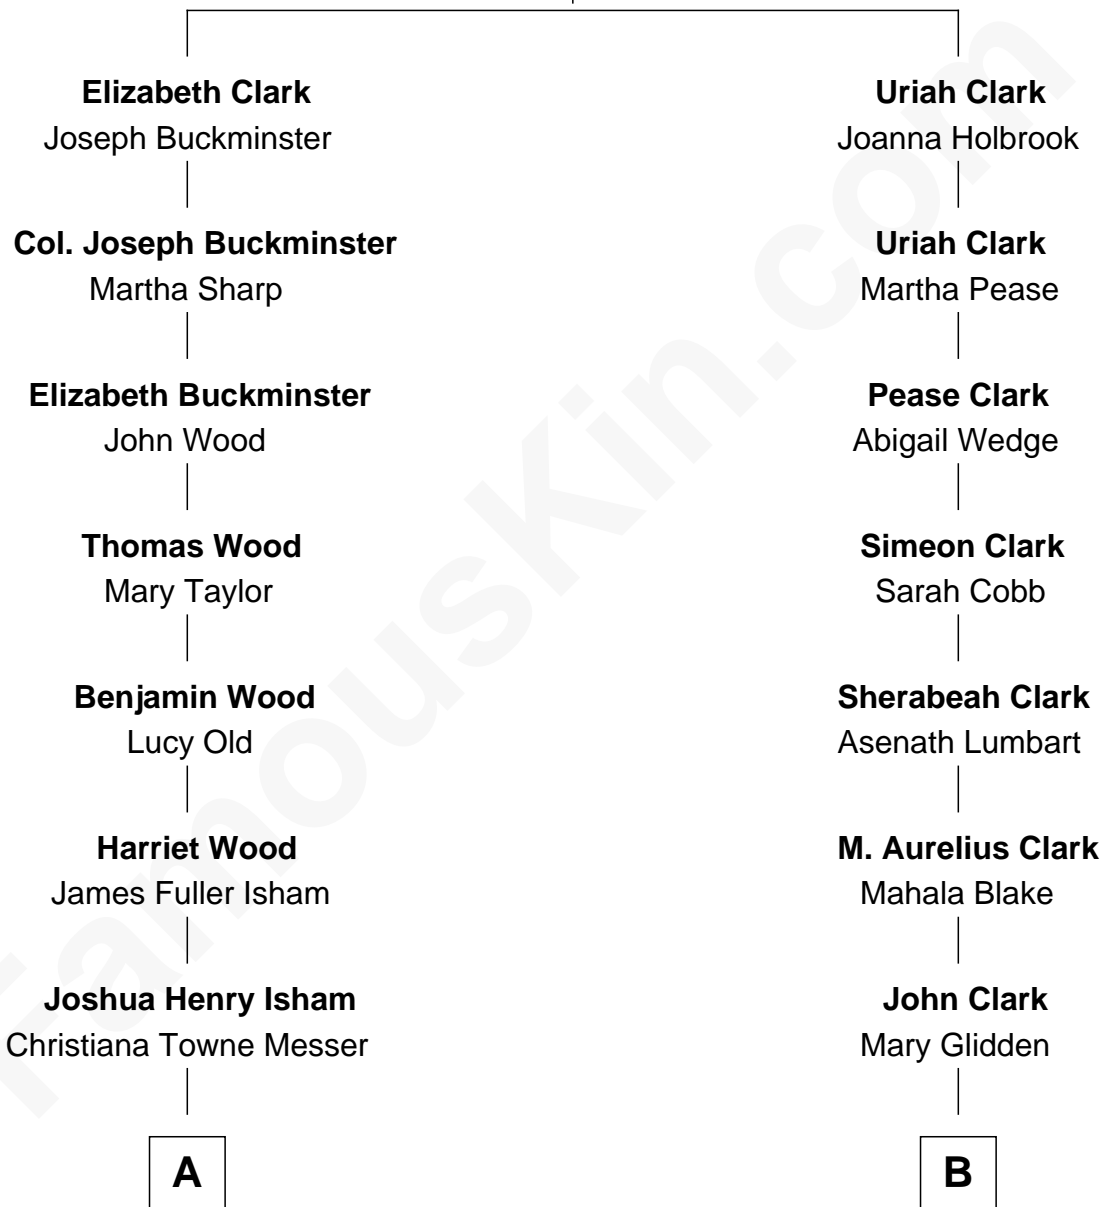 Elizabeth Clark
Joseph Buckminster
Col. Joseph Buckminster
Martha Sharp
Elizabeth Buckminster
John Wood
Thomas Wood
Mary Taylor
Benjamin Wood
Lucy Old
Harriet Wood
James Fuller Isham
Joshua Henry Isham
Christiana Towne Messer
A
Uriah Clark
Joanna Holbrook
Uriah Clark
Martha Pease
Pease Clark
Abigail Wedge
Simeon Clark
Sarah Cobb
Sherabeah Clark
Asenath Lumbart
M. Aurelius Clark
Mahala Blake
John Clark
Mary Glidden
B
FamousKin.com